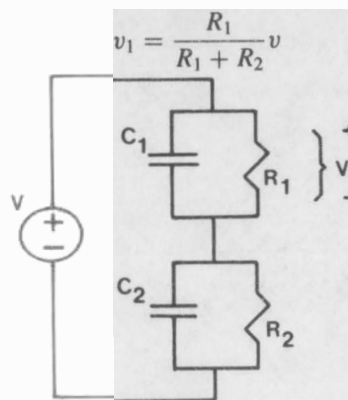 v₁ = R₁ / (R₁ + R₂) v
C₁
R₁
V
V
+
−
C₂
R₂